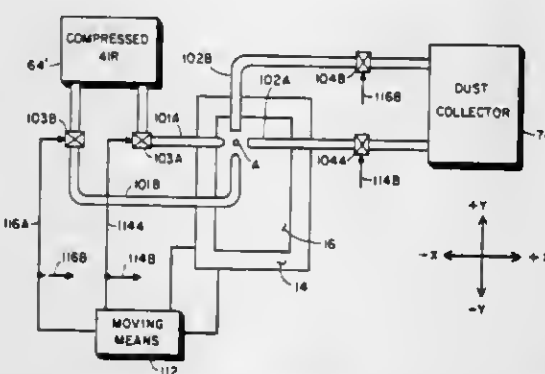 COMPRESSED
AIR
64'
102B
104B
116B
DUST
COLLECTOR
103B
101A
102A
103A
A
104A
114B
101B
116A
114A
116B
114B
16
14
+Y
-X
+X
-Y
MOVING
MEANS
112